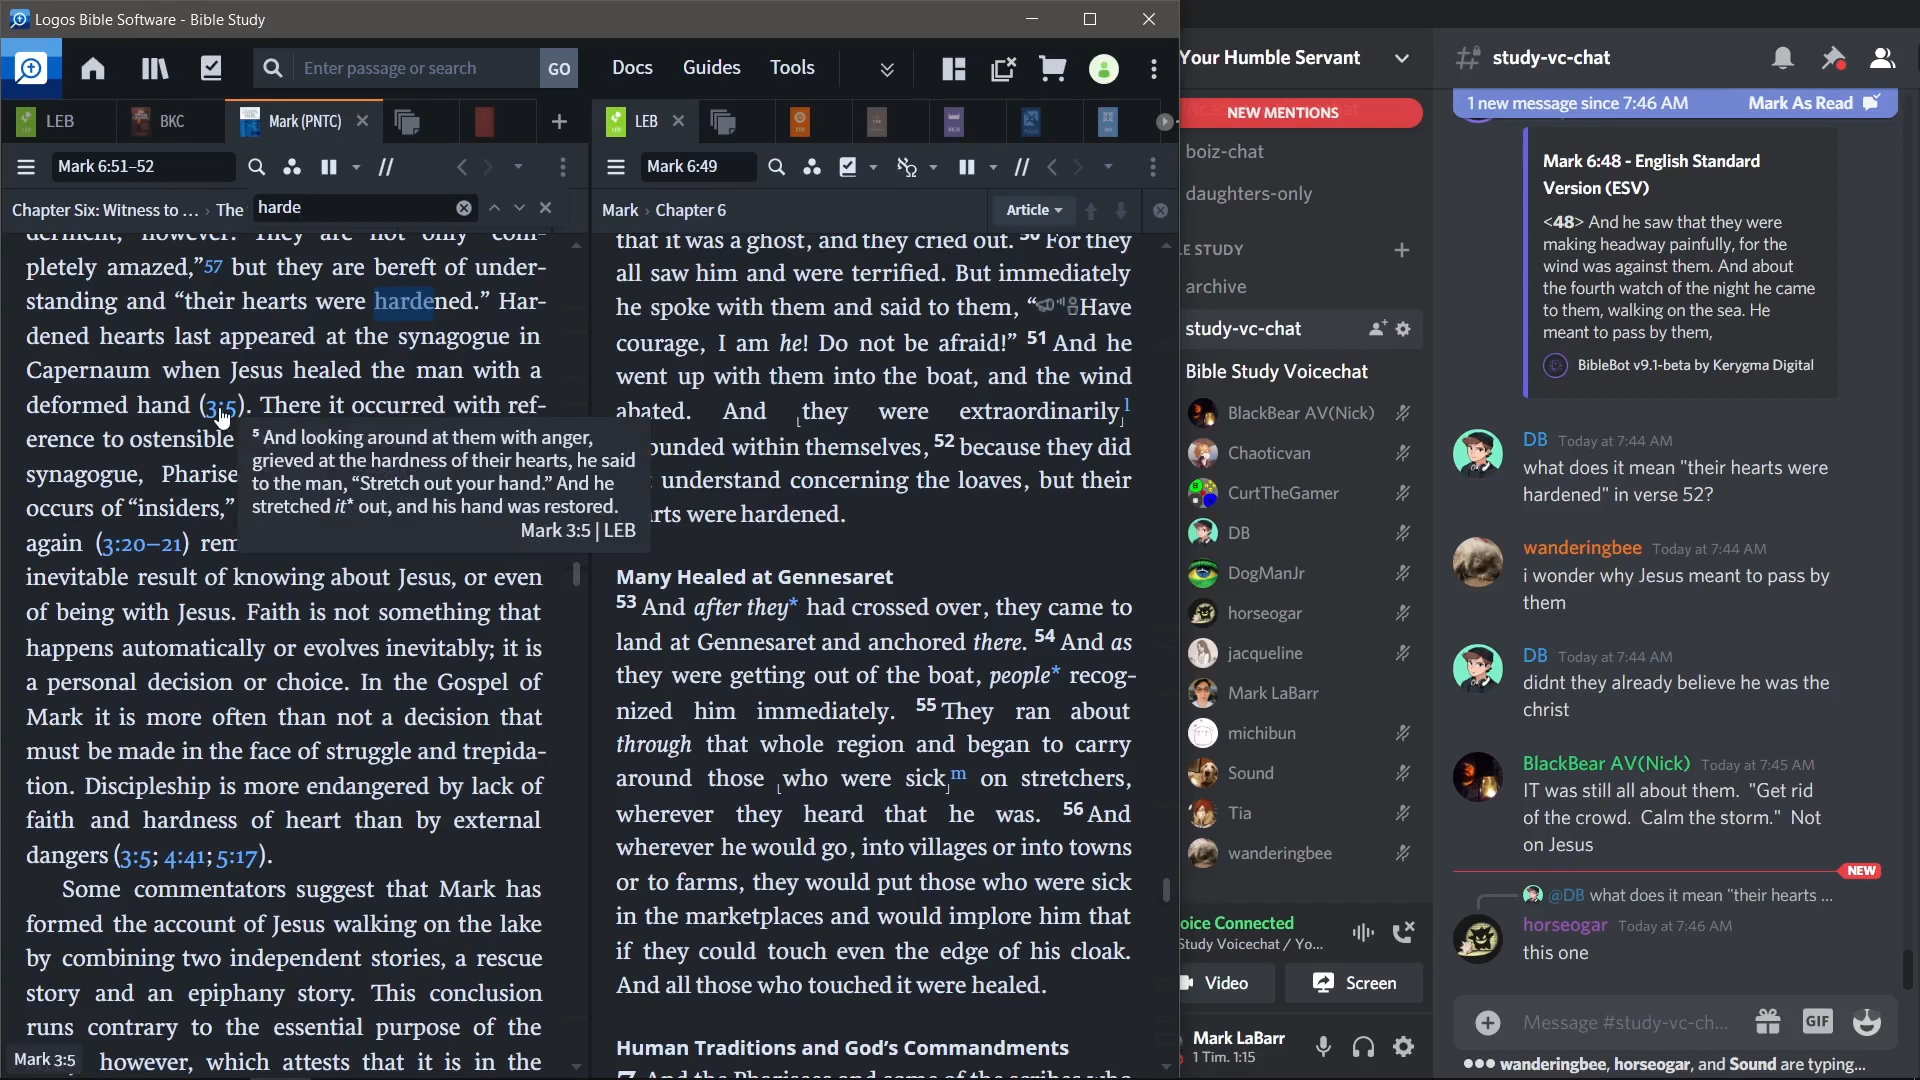 Logos Bible Software - Bible Study
Enter passage or search
GO
Docs
Guides
Tools
LEB
BKC
Mark (PNTC)
LEB
Mark 6:51–52
Mark 6:49
Chapter Six: Witness to ... › The
harde
Mark › Chapter 6
Article
pletely amazed,”57 but they are bereft of under-
standing and “their hearts were hardened.” Har-
dened hearts last appeared at the synagogue in
Capernaum when Jesus healed the man with a
deformed hand (3:5). There it occurred with ref-
erence to ostensible
synagogue, Pharise
occurs of “insiders,”
again (3:20–21) rem
inevitable result of knowing about Jesus, or even
of being with Jesus. Faith is not something that
happens automatically or evolves inevitably; it is
a personal decision or choice. In the Gospel of
Mark it is more often than not a decision that
must be made in the face of struggle and trepida-
tion. Discipleship is more endangered by lack of
faith and hardness of heart than by external
dangers (3:5; 4:41; 5:17).
Some commentators suggest that Mark has
formed the account of Jesus walking on the lake
by combining two independent stories, a rescue
story and an epiphany story. This conclusion
runs contrary to the essential purpose of the
however, which attests that it is in the
Mark 3:5
5 And looking around at them with anger,
grieved at the hardness of their hearts, he said
to the man, “Stretch out your hand.” And he
stretched it* out, and his hand was restored.
Mark 3:5 | LEB
that it was a ghost, and they cried out. 50 For they
all saw him and were terrified. But immediately
he spoke with them and said to them, “Have
courage, I am he! Do not be afraid!” 51 And he
went up with them into the boat, and the wind
abated. And ⌊they were extraordinarily⌋l
ounded within themselves, 52 because they did
understand concerning the loaves, but their
rts were hardened.
Many Healed at Gennesaret
53 And after they* had crossed over, they came to
land at Gennesaret and anchored there. 54 And as
they were getting out of the boat, people* recog-
nized him immediately. 55 They ran about
through that whole region and began to carry
around those ⌊who were sick⌋m on stretchers,
wherever they heard that he was. 56 And
wherever he would go, into villages or into towns
or to farms, they would put those who were sick
in the marketplaces and would implore him that
if they could touch even the edge of his cloak.
And all those who touched it were healed.
Human Traditions and God’s Commandments
7 And the Pharisees and some of the scribes who
Your Humble Servant
NEW MENTIONS
boiz-chat
daughters-only
LE STUDY
archive
study-vc-chat
Bible Study Voicechat
BlackBear AV(Nick)
Chaoticvan
CurtTheGamer
DB
DogManJr
horseogar
jacqueline
Mark LaBarr
michibun
Sound
Tia
wanderingbee
oice Connected
Study Voicechat / Yo...
Video
Screen
Mark LaBarr
1 Tim. 1:15
study-vc-chat
1 new message since 7:46 AM
Mark As Read
Mark 6:48 - English Standard
Version (ESV)
<48> And he saw that they were
making headway painfully, for the
wind was against them. And about
the fourth watch of the night he came
to them, walking on the sea. He
meant to pass by them,
BibleBot v9.1-beta by Kerygma Digital
DB Today at 7:44 AM
what does it mean "their hearts were
hardened" in verse 52?
wanderingbee Today at 7:44 AM
i wonder why Jesus meant to pass by
them
DB Today at 7:44 AM
didnt they already believe he was the
christ
BlackBear AV(Nick) Today at 7:45 AM
IT was still all about them. "Get rid
of the crowd. Calm the storm." Not
on Jesus
NEW
@DB what does it mean "their hearts ...
horseogar Today at 7:46 AM
this one
Message #study-vc-ch...
GIF
wanderingbee, horseogar, and Sound are typing...